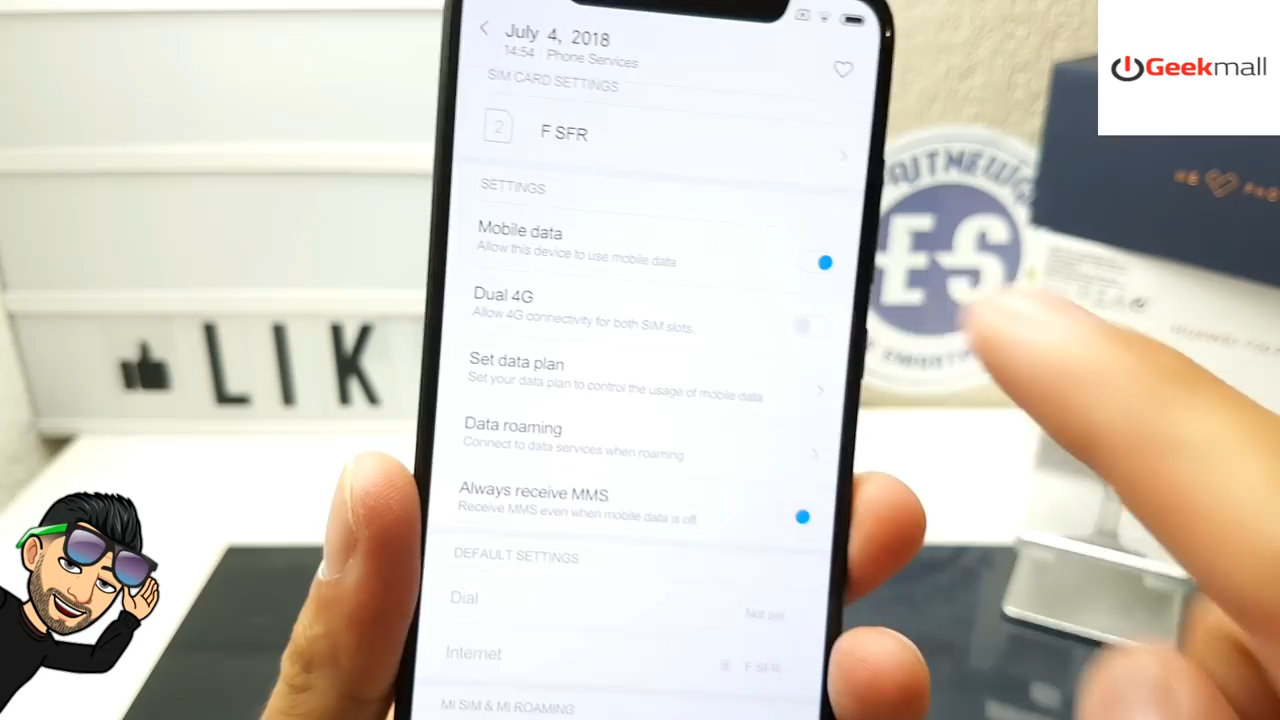 July 4, 2018
14:54 Phone Services
SIM CARD SETTINGS
2
F SFR
SETTINGS
Mobile data
Allow this device to use mobile data
Dual 4G
Allow 4G connectivity for both SIM slots.
Set data plan
Set your data plan to control the usage of mobile data
Data roaming
Connect to data services when roaming
Always receive MMS
Receive MMS even when mobile data is off
DEFAULT SETTINGS
Dial
Not set
Internet
F SFR
MI SIM & MI ROAMING
Geekmall
LIK
ES